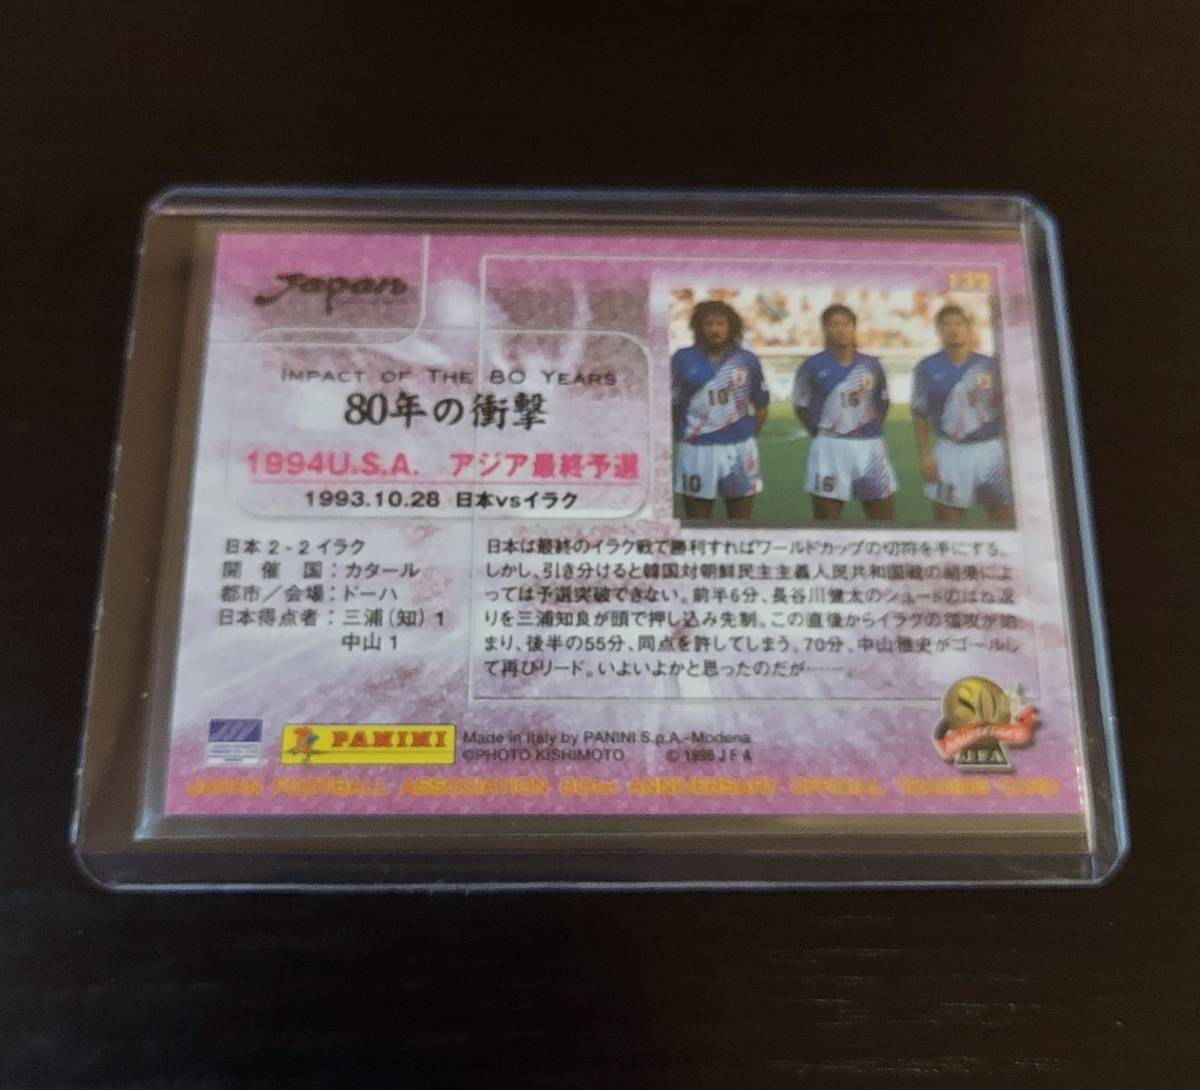 Japan
132
IMPACT OF THE 80 YEARS
80年の衝撃
1994U.S.A. アジア最終予選
1993.10.28 日本vsイラク
10
16
10
16
日本 2 - 2 イラク
開催国：カタール
都市／会場：ドーハ
日本得点者：三浦（知）1
中山 1
日本は最終のイラク戦で勝利すればワールドカップの切符を手にする。
しかし、引き分けると韓国対朝鮮民主主義人民共和国戦の結果によ
っては予選突破できない。前半6分、長谷川健太のシュートのはね返
りを三浦知良が頭で押し込み先制。この直後からイラクの猛攻が始
まり、後半の55分、同点を許してしまう。70分、中山雅史がゴールし
て再びリード。いよいよかと思ったのだが……。
80
JFA
PANINI
Made in Italy by PANINI S.p.A.-Modena
©PHOTO KISHIMOTO © 1998 J F A
JAPAN FOOTBALL ASSOCIATION 80th ANNIVERSARY OFFICIAL TRADING CARD